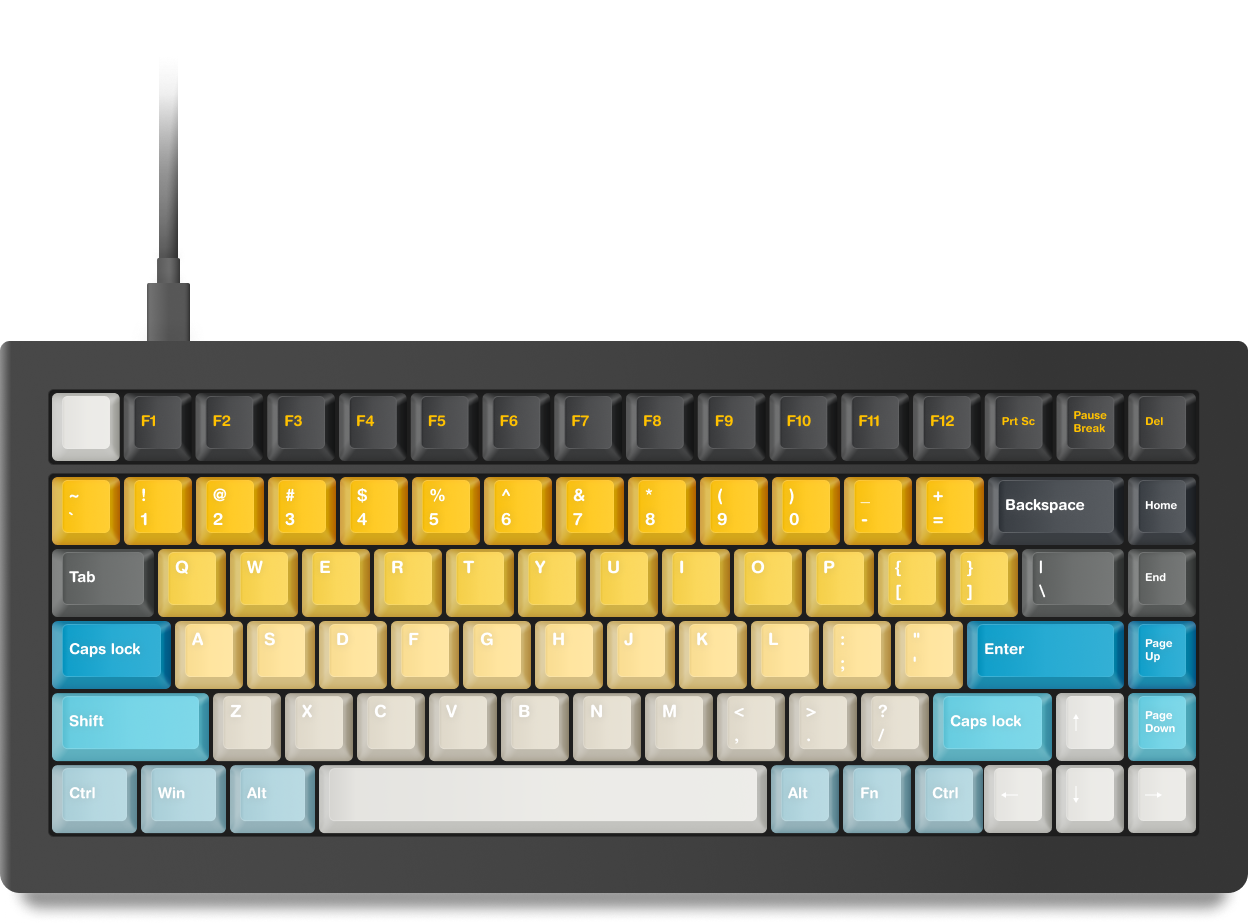 F1 F2 F3 F4 F5 F6 F7 F8 F9 F10 F11 F12 Prt Sc Pause Break Del
~ ! @ # $ % ^ & * ( ) _ + Backspace Home
` 1 2 3 4 5 6 7 8 9 0 - =
Tab Q W E R T Y U I O P { } | End
[ ] \
Caps lock A S D F G H J K L : " Enter Page Up
; '
Shift Z X C V B N M < > ? Caps lock ↑ Page Down
, . /
Ctrl Win Alt Alt Fn Ctrl ← ↓ →